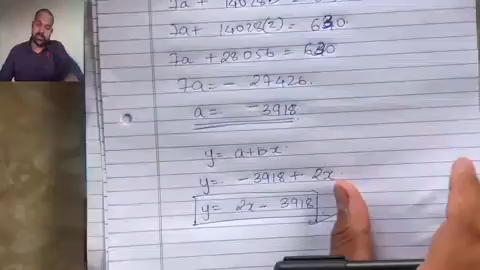 7a + 14028(2) = 630
7a + 28056 = 630
7a = - 27426.
a = - 3918
y = a+bx.
y = -3918 + 2x
y = 2x - 3918